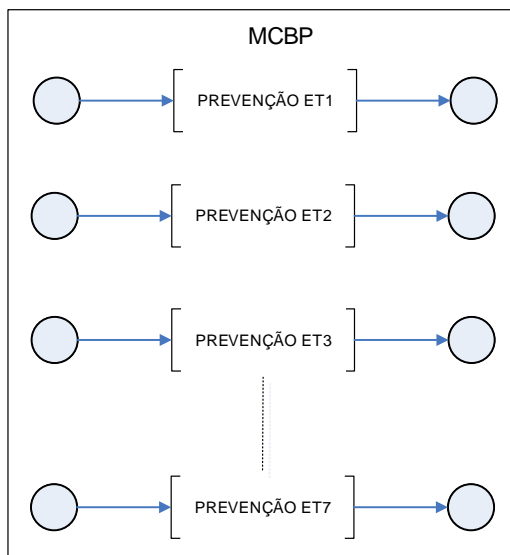 MCBP
PREVENÇÃO ET1
PREVENÇÃO ET2
PREVENÇÃO ET3
PREVENÇÃO ET7